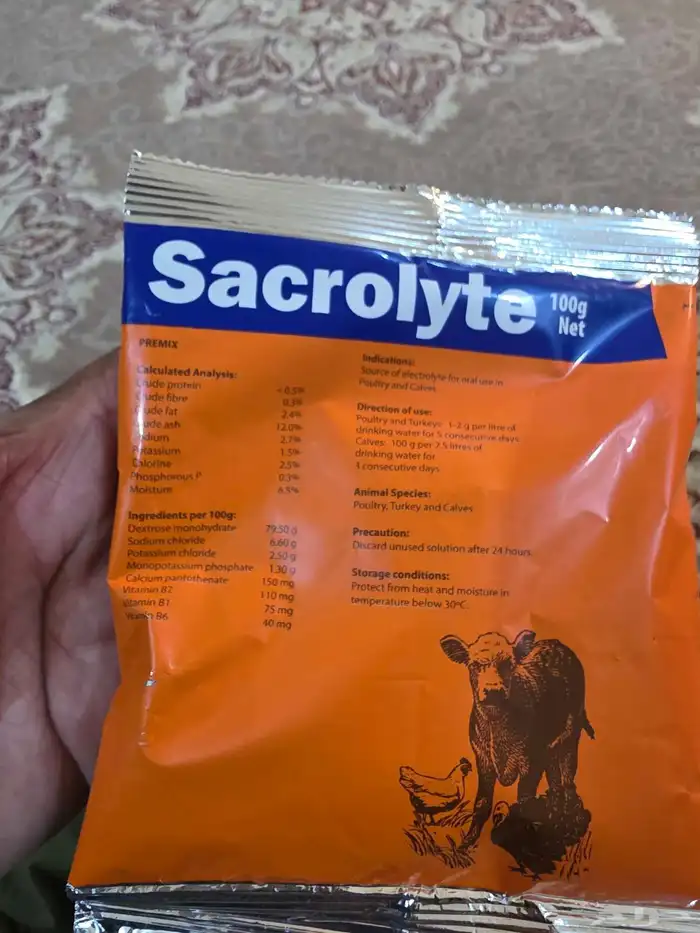 Sacrolyte 100g Net
PREMIX
Calculated Analysis:
Crude protein < 0.5%
Crude fibre 0.3%
Crude fat 2.4%
Crude ash 12.0%
Sodium 2.7%
Potassium 1.5%
Chlorine 2.5%
Phosphorous P 0.3%
Moisture 6.5%
Ingredients per 100g:
Dextrose monohydrate 79.50 g
Sodium chloride 6.60 g
Potassium chloride 2.50 g
Monopotassium phosphate 1.30 g
Calcium pantothenate 150 mg
Vitamin B2 110 mg
Vitamin B1 75 mg
Vitamin B6 40 mg
Indications:
Source of electrolyte for oral use in
Poultry and Calves
Direction of use:
Poultry and Turkeys: 1-2 g per litre of
drinking water for 5 consecutive days
Calves: 100 g per 2.5 litres of
drinking water for
consecutive days
Animal Species:
Poultry, Turkey and Calves
Precaution:
Discard unused solution after 24 hours
Storage conditions:
Protect from heat and moisture in
temperature below 30°C.